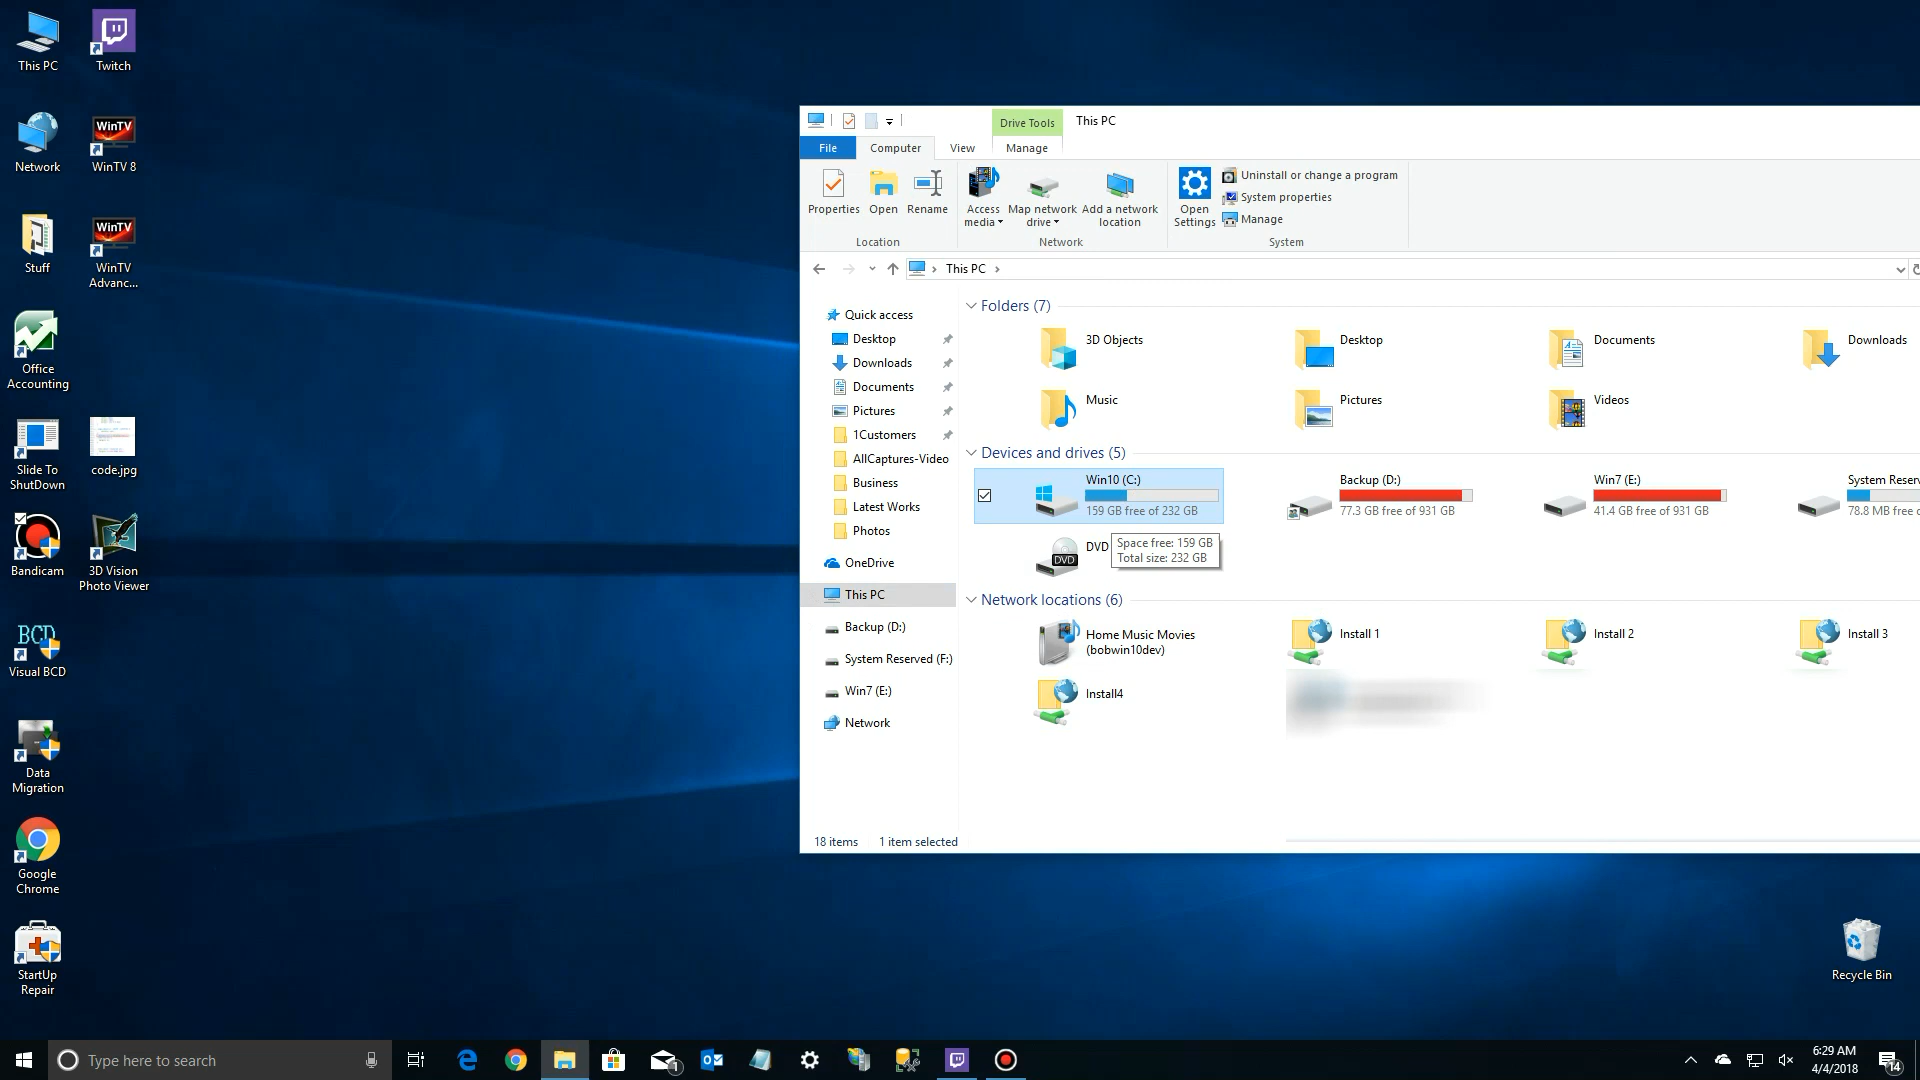 This PC
Twitch
Network
WinTV
WinTV 8
Stuff
WinTV
WinTV
Advanc...
Office
Accounting
Slide To
ShutDown
code.jpg
Bandicam
3D Vision
Photo Viewer
BCD
Visual BCD
Data
Migration
Google
Chrome
StartUp
Repair
Drive Tools
This PC
File
Computer
View
Manage
Properties
Open
Rename
Access
media
Map network
drive
Add a network
location
Open
Settings
Uninstall or change a program
System properties
Manage
Location
Network
System
This PC
Quick access
Desktop
Downloads
Documents
Pictures
1Customers
AllCaptures-Video
Business
Latest Works
Photos
OneDrive
This PC
Backup (D:)
System Reserved (F:)
Win7 (E:)
Network
Folders (7)
3D Objects
Desktop
Documents
Downloads
Music
Pictures
Videos
Devices and drives (5)
Win10 (C:)
159 GB free of 232 GB
Backup (D:)
77.3 GB free of 931 GB
Win7 (E:)
41.4 GB free of 931 GB
System Reserv
78.8 MB free o
DVD
DVD
Space free: 159 GB
Total size: 232 GB
Network locations (6)
Home Music Movies
(bobwin10dev)
Install 1
Install 2
Install 3
Install4
18 items
1 item selected
Recycle Bin
Type here to search
1
6:29 AM
4/4/2018
14